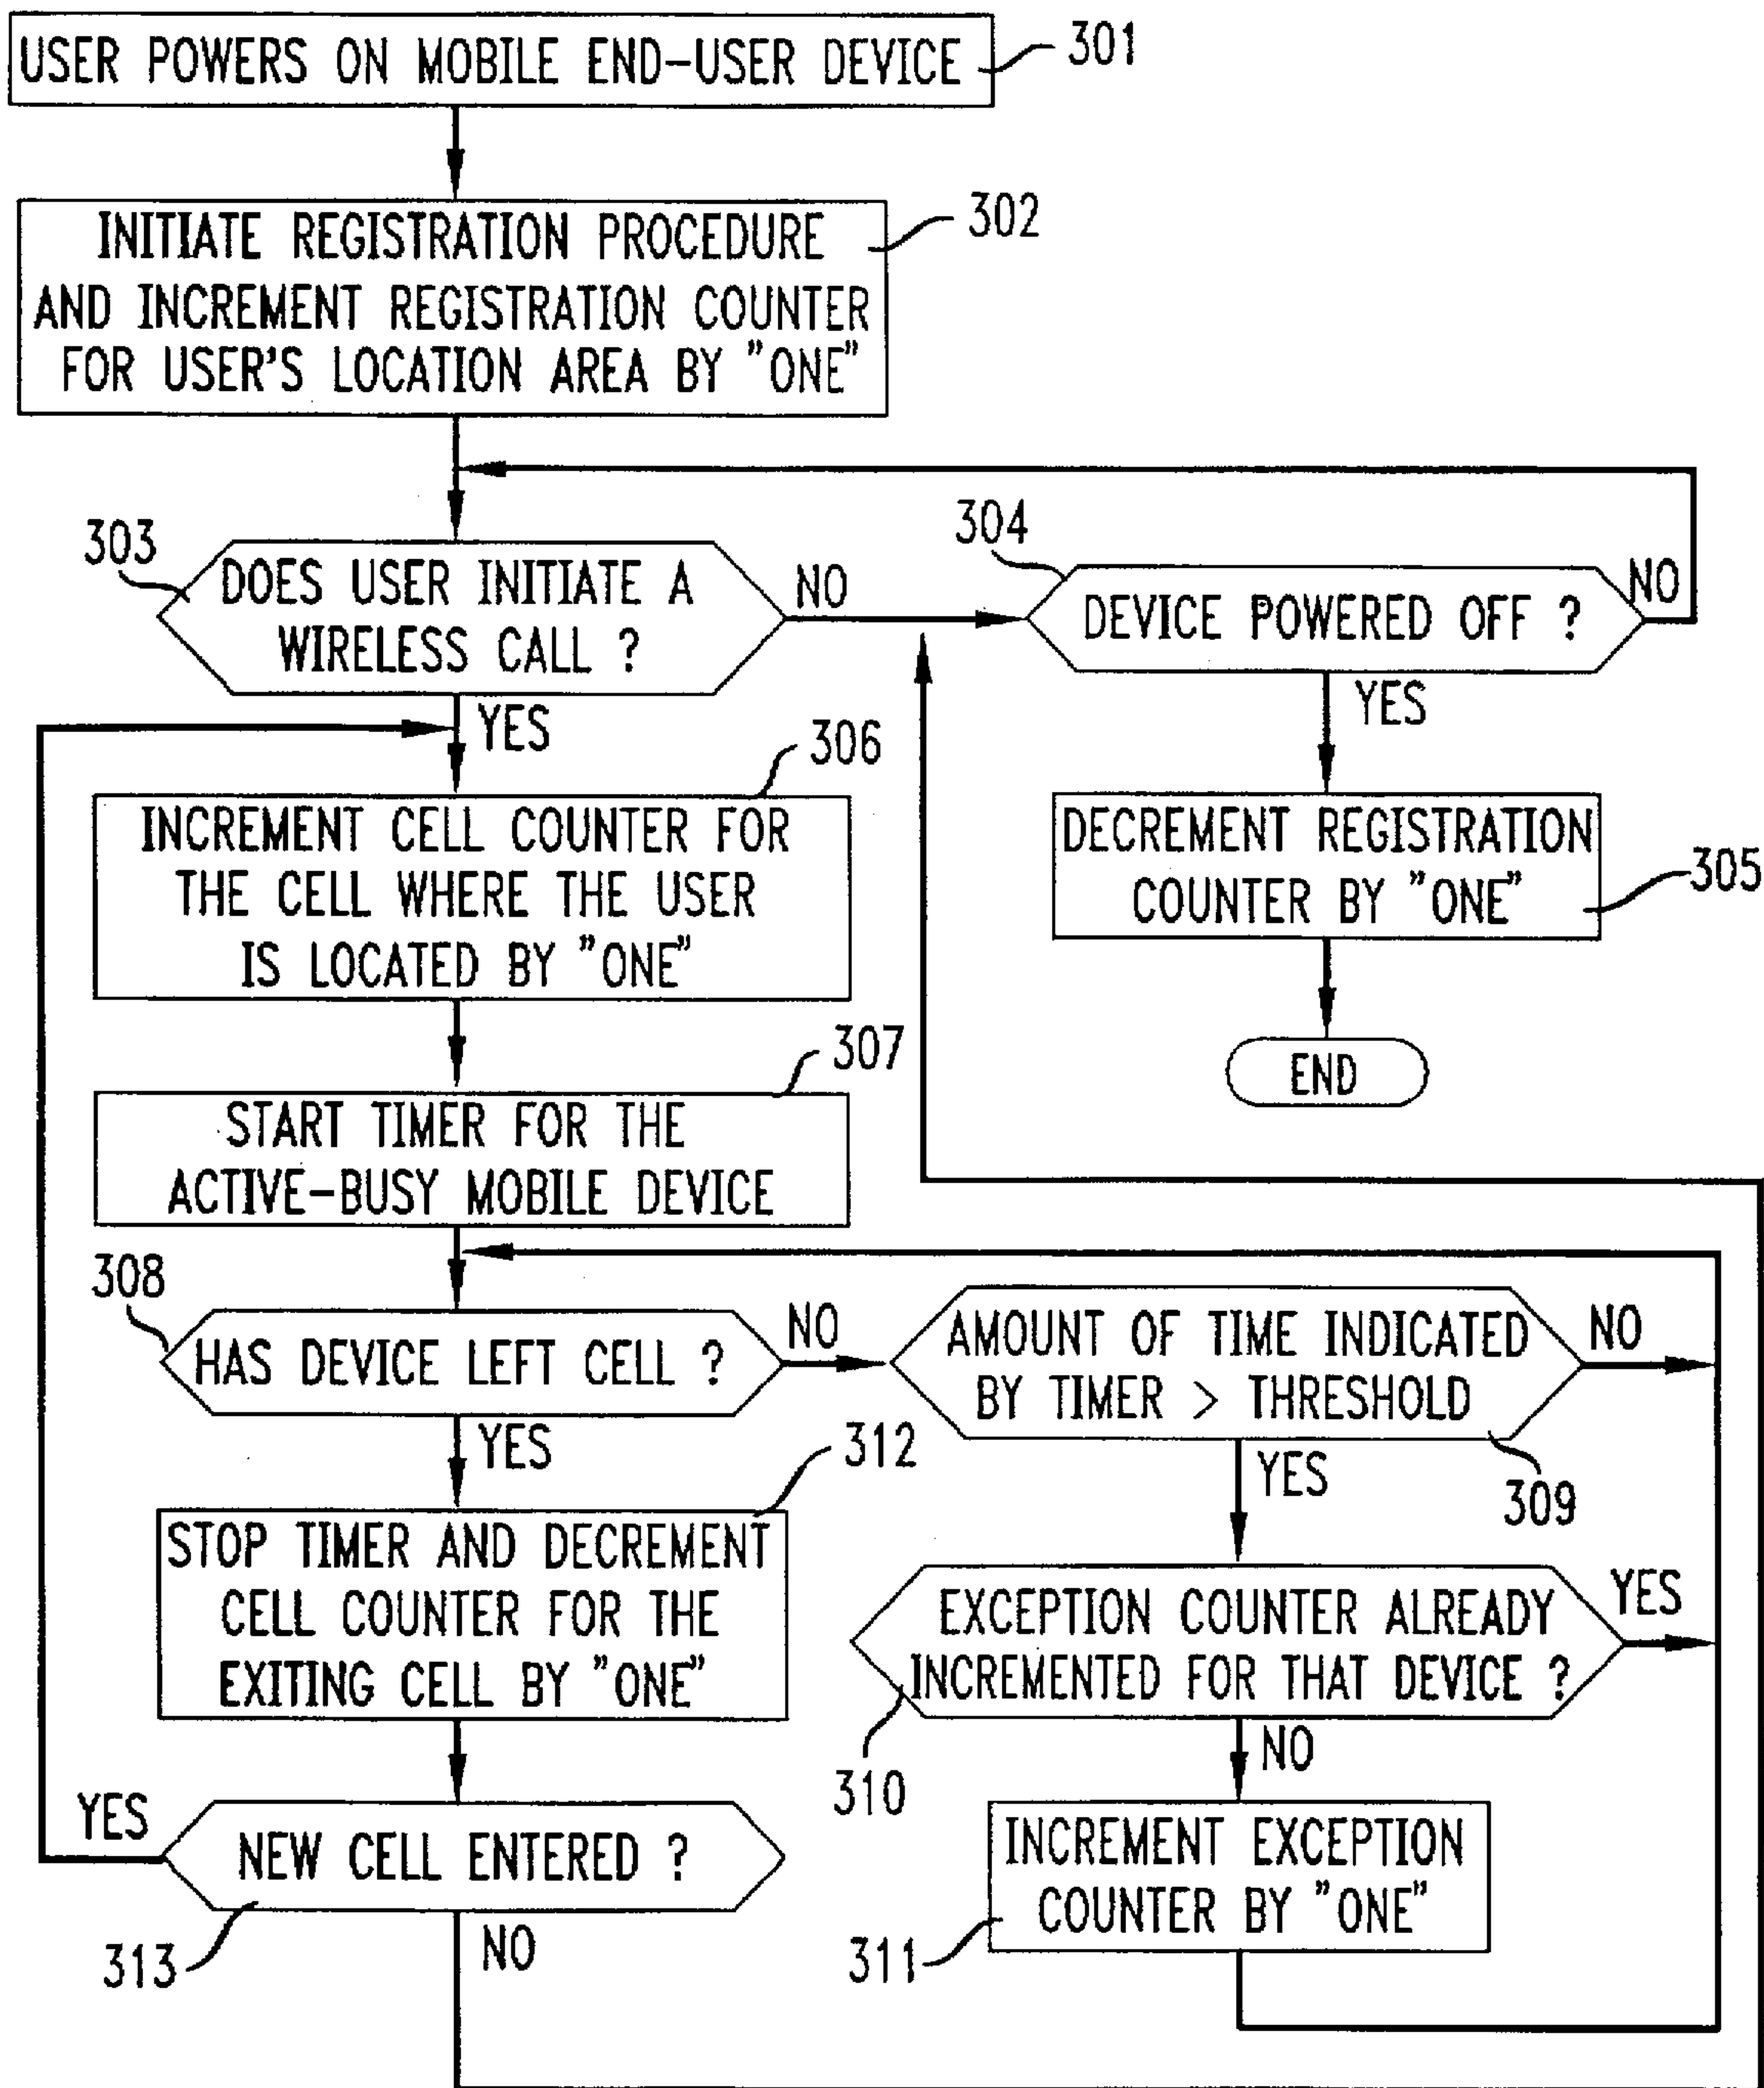 USER POWERS ON MOBILE END-USER DEVICE
301
INITIATE REGISTRATION PROCEDURE
AND INCREMENT REGISTRATION COUNTER
FOR USER'S LOCATION AREA BY "ONE"
302
303
DOES USER INITIATE A
WIRELESS CALL ?
NO
YES
304
DEVICE POWERED OFF ?
NO
YES
DECREMENT REGISTRATION
COUNTER BY "ONE"
305
END
306
INCREMENT CELL COUNTER FOR
THE CELL WHERE THE USER
IS LOCATED BY "ONE"
307
START TIMER FOR THE
ACTIVE-BUSY MOBILE DEVICE
308
HAS DEVICE LEFT CELL ?
NO
YES
AMOUNT OF TIME INDICATED
BY TIMER > THRESHOLD
NO
YES
309
312
STOP TIMER AND DECREMENT
CELL COUNTER FOR THE
EXITING CELL BY "ONE"
EXCEPTION COUNTER ALREADY
INCREMENTED FOR THAT DEVICE ?
YES
NO
310
YES
NEW CELL ENTERED ?
NO
313
INCREMENT EXCEPTION
COUNTER BY "ONE"
311